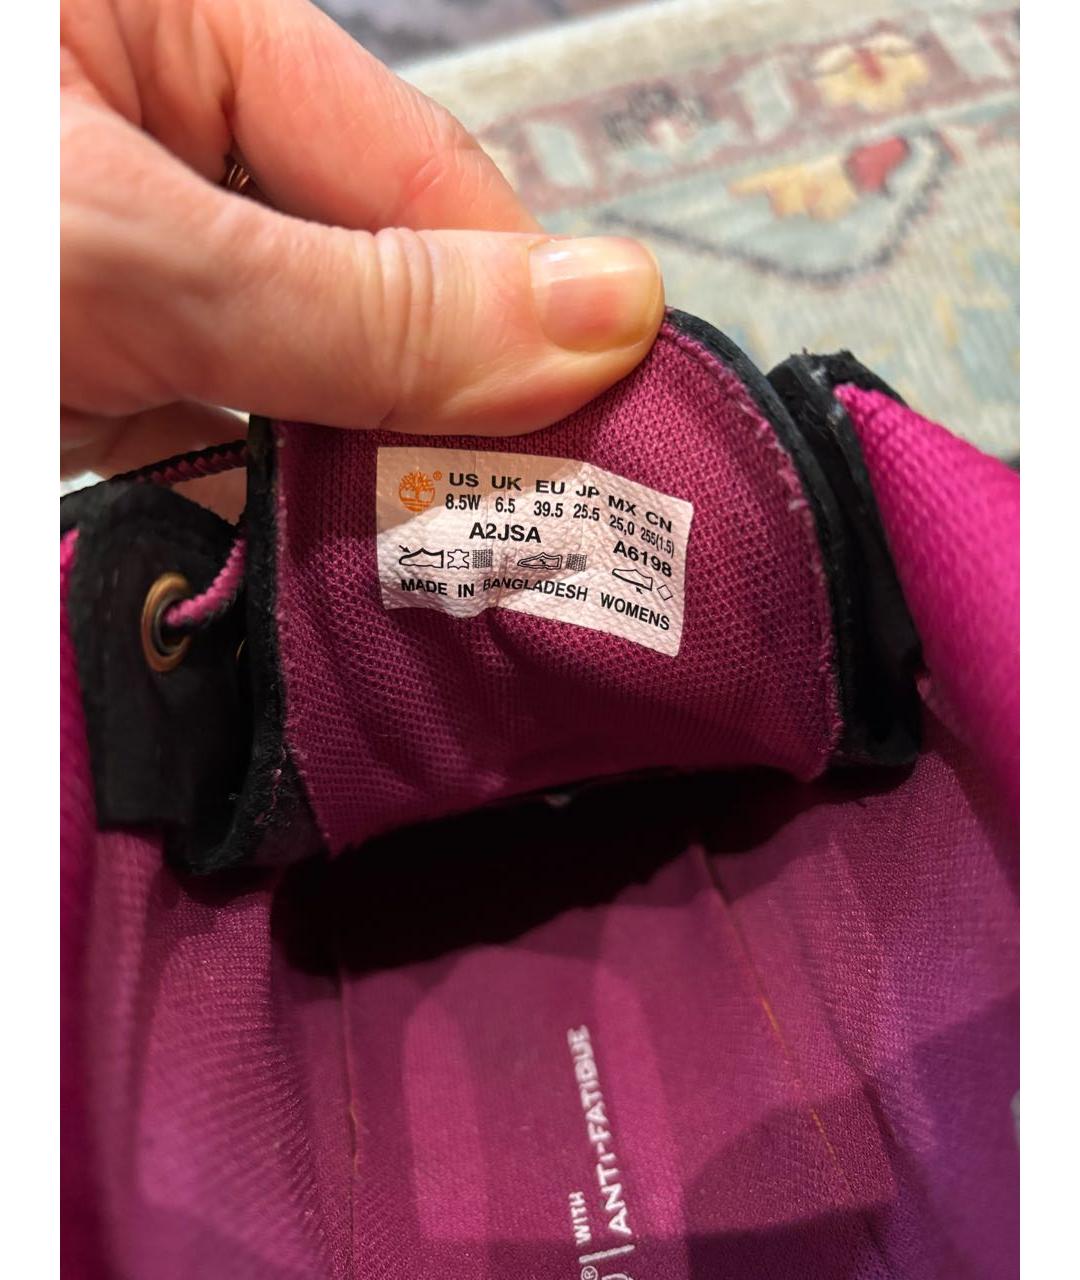 US UK EU JP MX CN
8.5W 6.5 39.5 25.5 25,0 255(1.5)
A2JSA A6198
MADE IN BANGLADESH WOMENS
® WITH
ANTI-FATIGUE